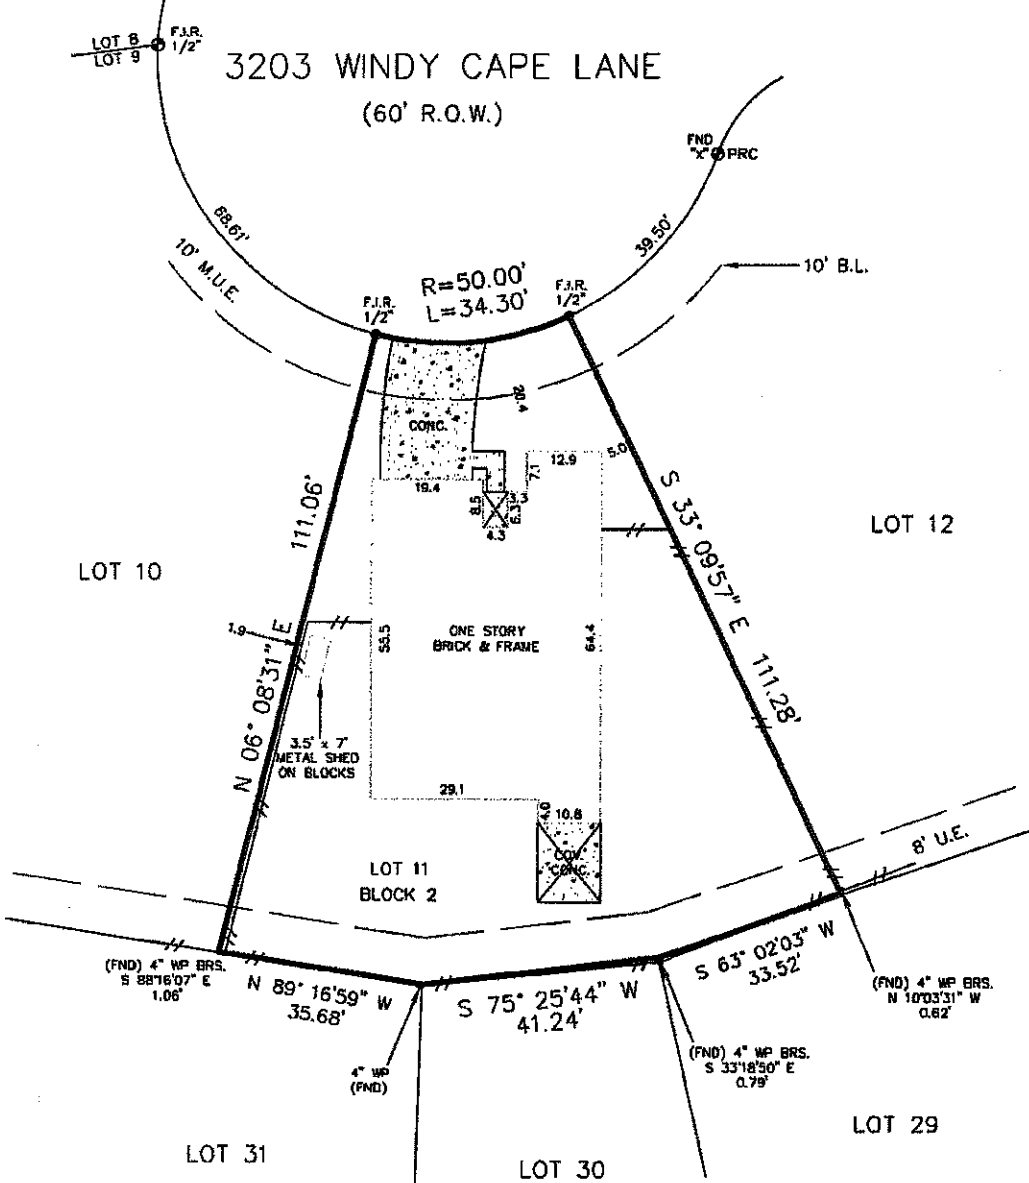 LOT 8
LOT 9
F.I.R.
1/2"
3203 WINDY CAPE LANE
(60' R.O.W.)
FND
"X"
PRC
68.61'
39.50'
10' M.U.E.
10' B.L.
R=50.00'
L=34.30'
F.I.R.
1/2"
F.I.R.
1/2"
20.4
CONC.
12.9
5.0
7.1
19.4
8.5
3.3
6.3
4.3
111.06'
N 06° 08'31" E
S 33° 09'57" E 111.28'
LOT 10
LOT 12
1.9
55.5
ONE STORY
BRICK & FRAME
64.4
3.5' x 7'
METAL SHED
ON BLOCKS
29.1
4.0
10.8
COV.
CONC.
LOT 11
BLOCK 2
8' U.E.
(FND) 4" WP BRS.
S 88°16'07" E
1.06'
N 89° 16'59" W
35.68'
S 75° 25'44" W
41.24'
S 63° 02'03" W
33.52'
(FND) 4" WP BRS.
N 10°03'31" W
0.62'
4" WP
(FND)
(FND) 4" WP BRS.
S 33°18'50" E
0.79'
LOT 31
LOT 30
LOT 29